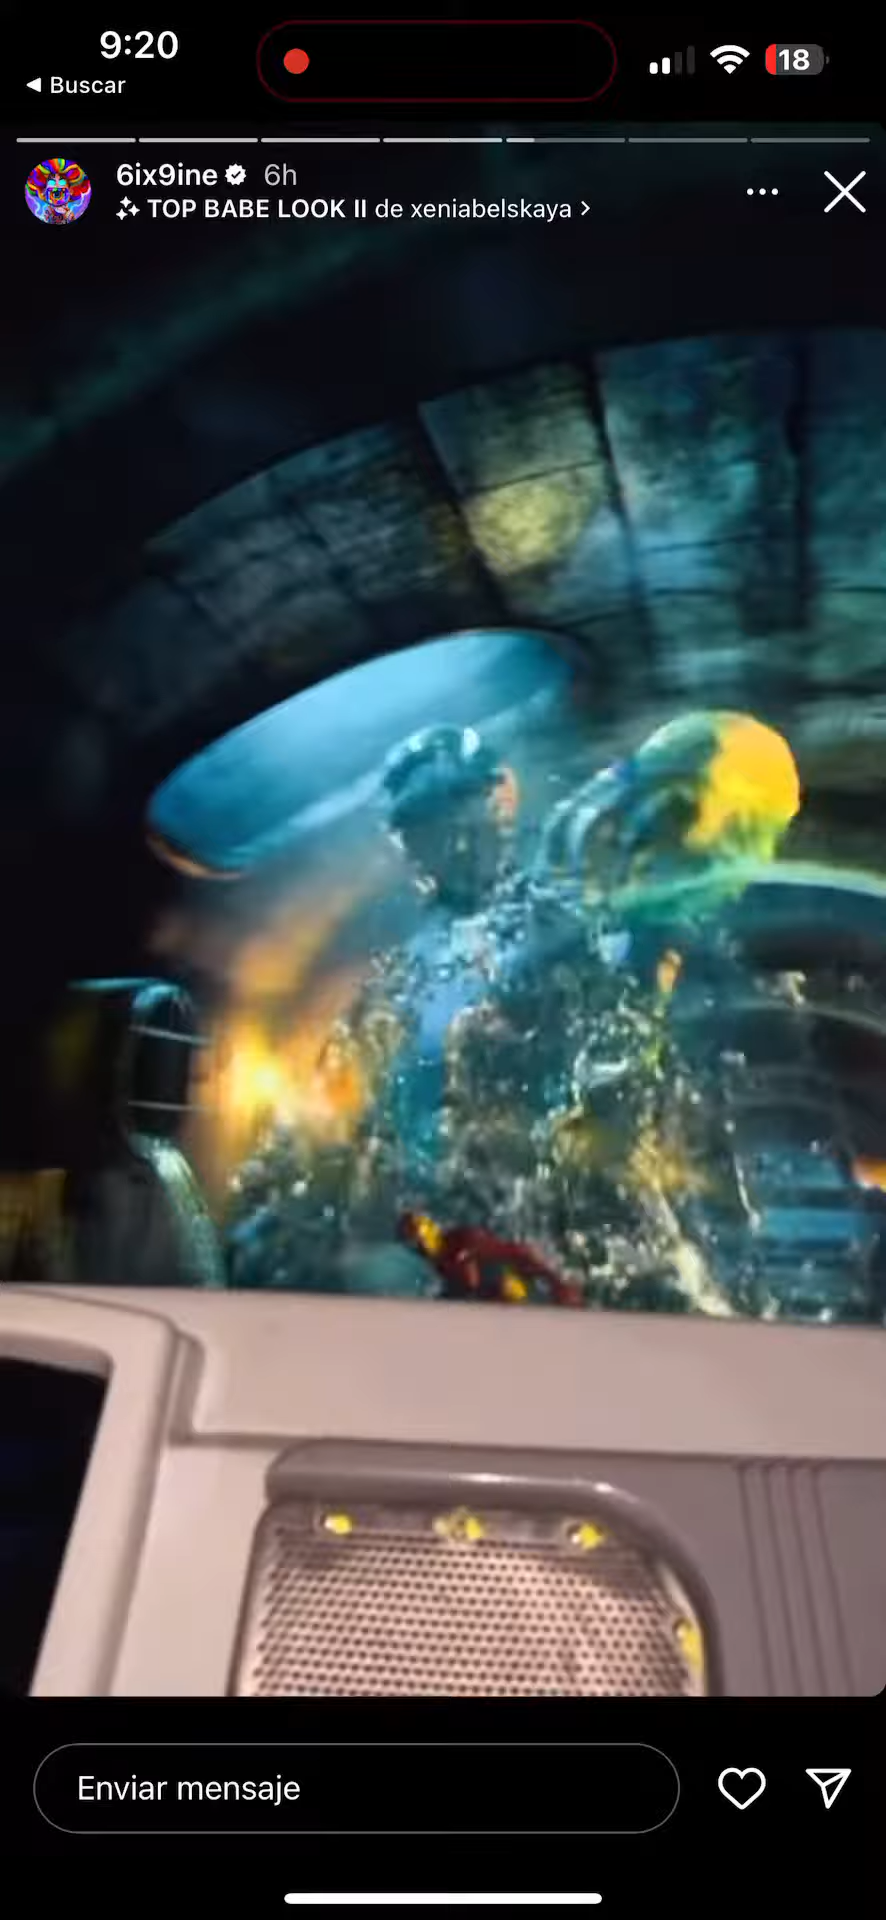 9:20
18
Buscar
6ix9ine 6h
TOP BABE LOOK II de xeniabelskaya
Enviar mensaje